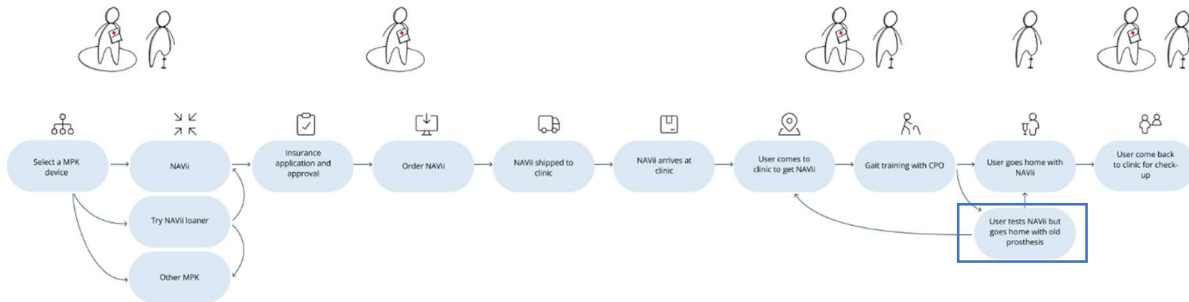 Select a MPK
device
NAVii
Insurance
application and
approval
Order NAVii
NAVii shipped to
clinic
NAVii arrives at
clinic
User comes to
clinic to get NAVii
Gait training with CPO
User goes home with
NAVii
User come back
to clinic for check-
up
Try NAVii loaner
User tests NAVii but
goes home with old
prosthesis
Other MPK